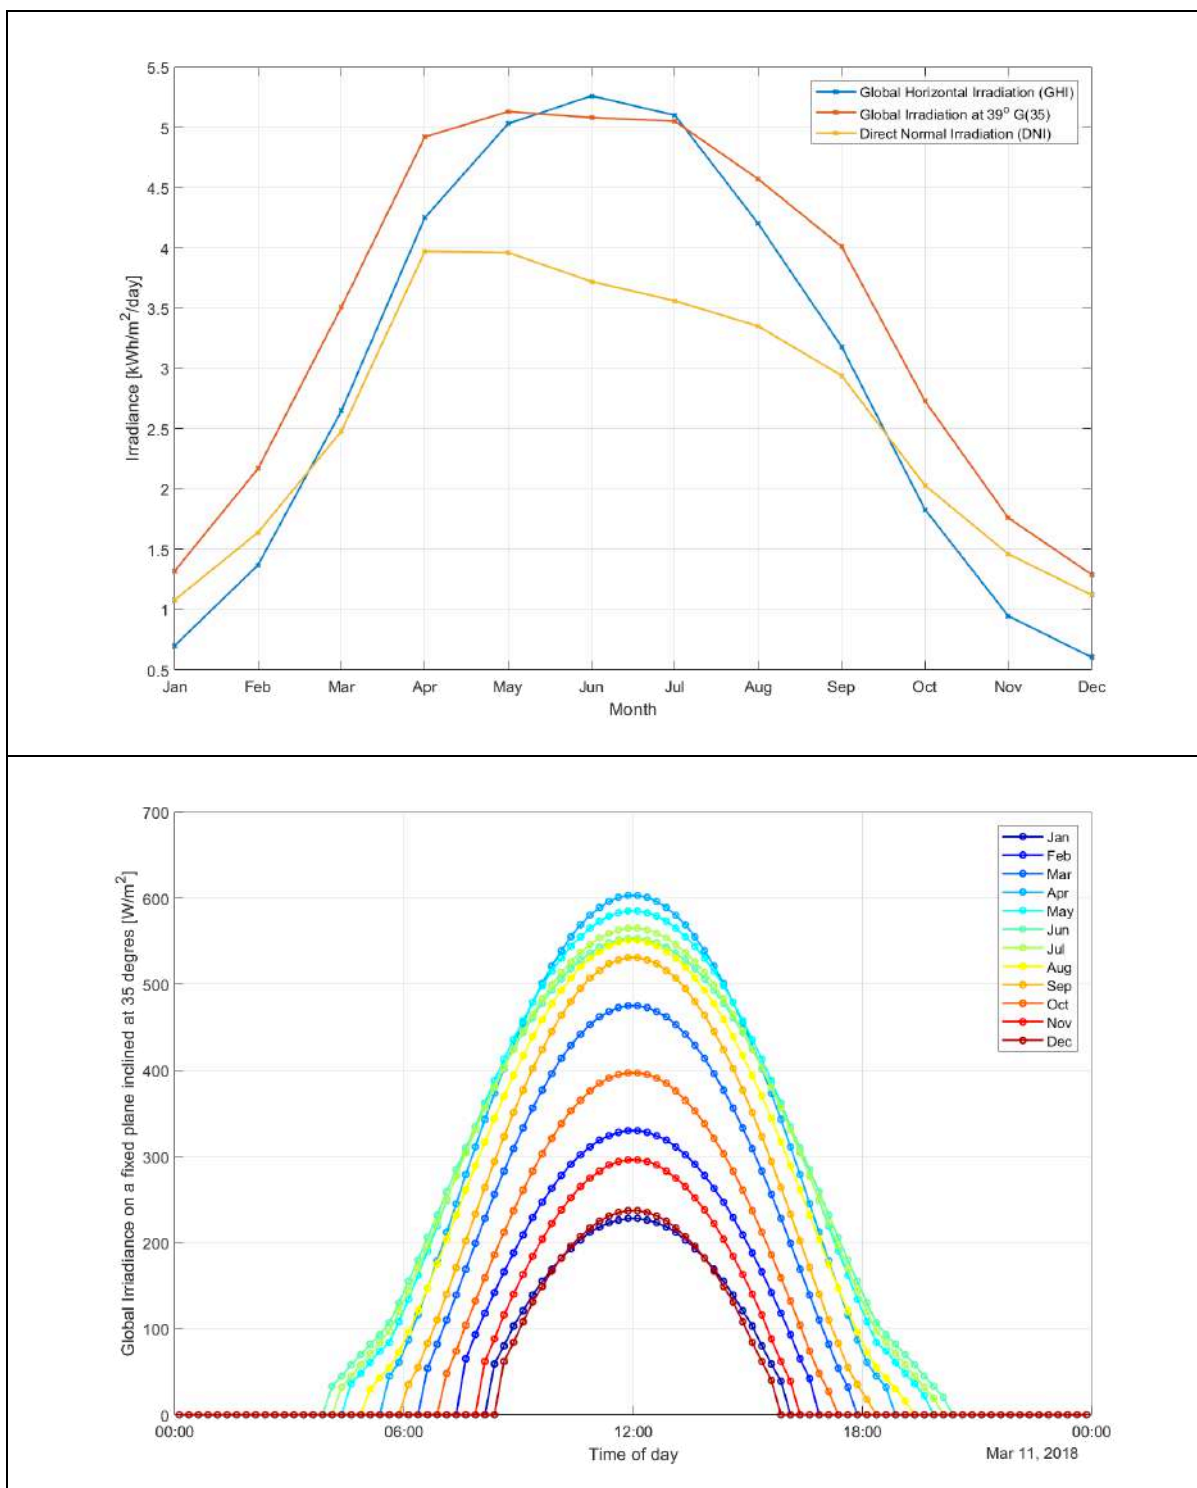 5.5
5
4.5
4
3.5
3
2.5
2
1.5
1
0.5
Irradiance [kWh/m²/day]
Global Horizontal Irradiation (GHI)
Global Irradiation at 39° G(35)
Direct Normal Irradiation (DNI)
Jan Feb Mar Apr May Jun Jul Aug Sep Oct Nov Dec
Month
700
600
500
400
300
200
100
0
Global Irriadiance on a fixed plane inclined at 35 degres [W/m²]
Jan
Feb
Mar
Apr
May
Jun
Jul
Aug
Sep
Oct
Nov
Dec
00:00 06:00 12:00 18:00 00:00
Time of day
Mar 11, 2018